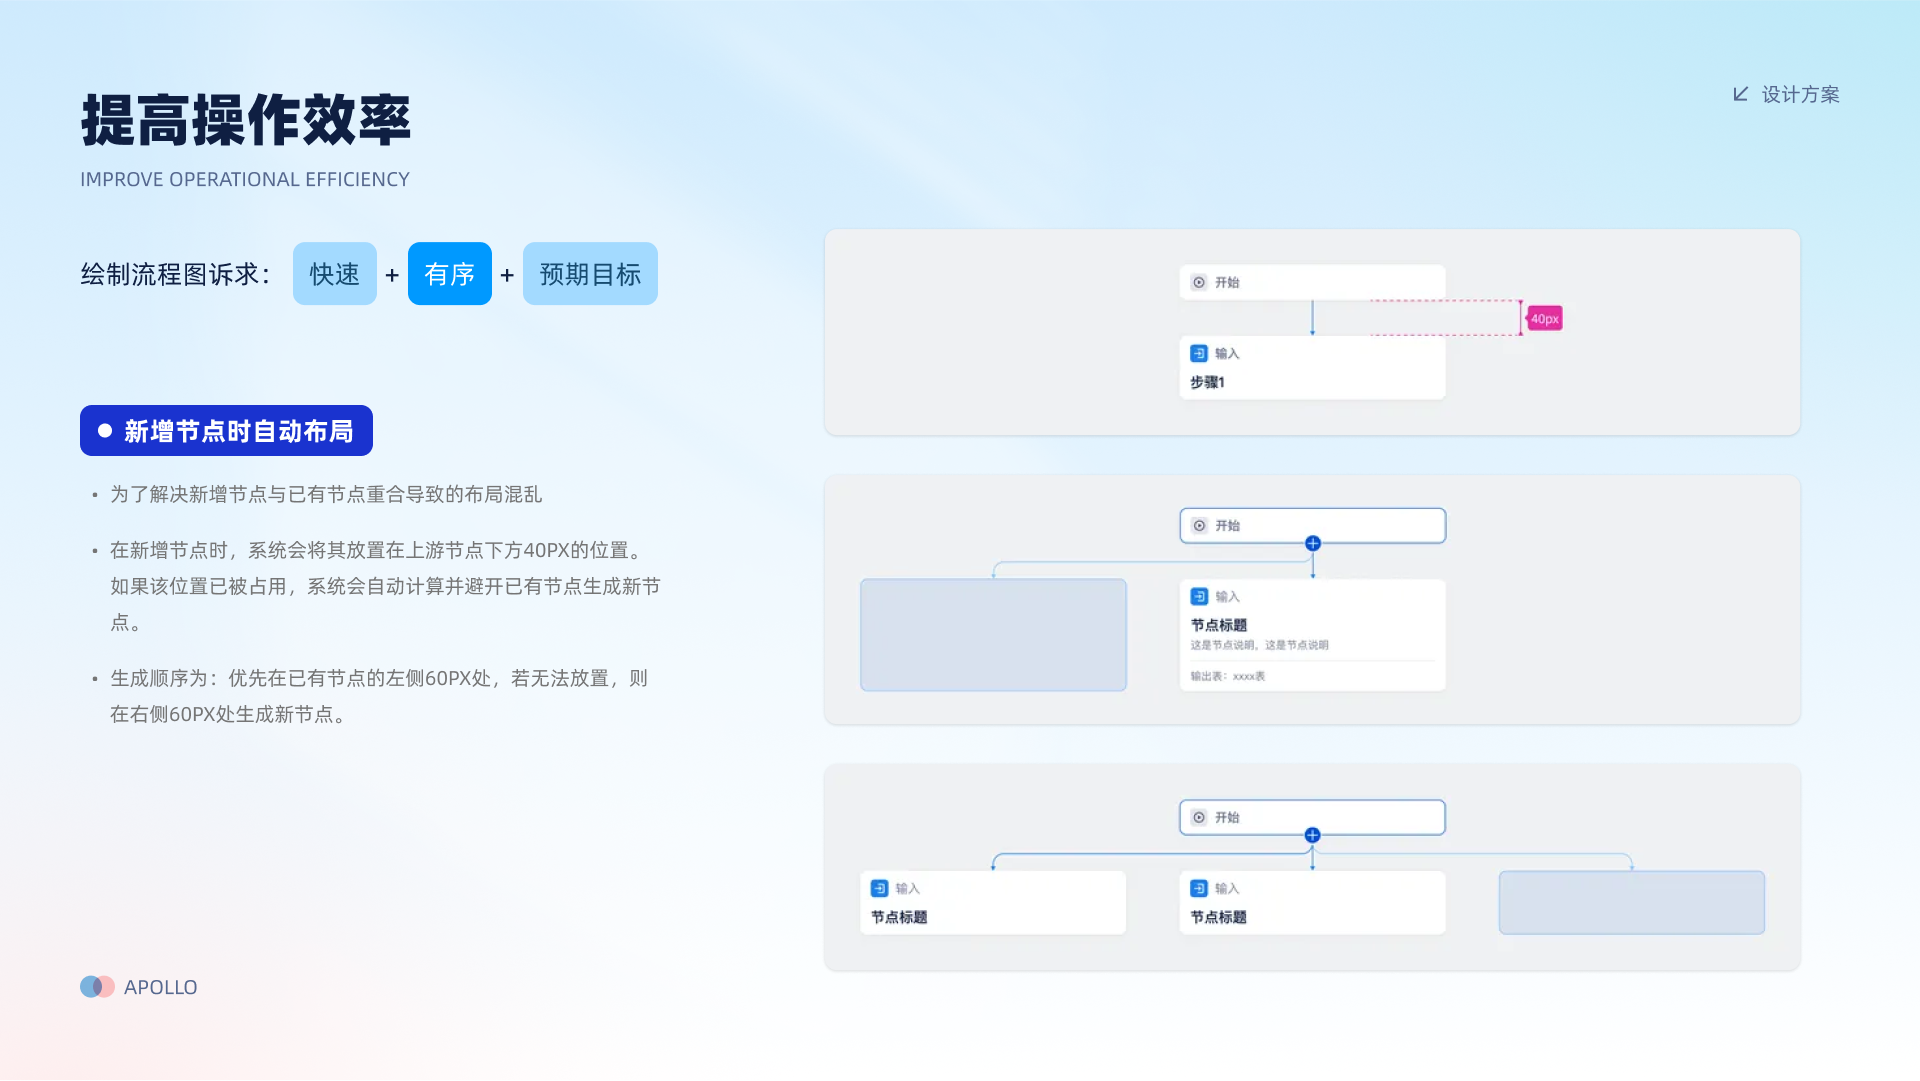 提高操作效率
IMPROVE OPERATIONAL EFFICIENCY
设计方案
绘制流程图诉求： 快速 + 有序 + 预期目标
新增节点时自动布局
• 为了解决新增节点与已有节点重合导致的布局混乱
• 在新增节点时，系统会将其放置在上游节点下方40PX的位置。
如果该位置已被占用，系统会自动计算并避开已有节点生成新节
点。
• 生成顺序为：优先在已有节点的左侧60PX处，若无法放置，则
在右侧60PX处生成新节点。
开始
40px
输入
步骤1
开始
输入
节点标题
这是节点说明，这是节点说明
输出表：xxxx表
开始
输入
节点标题
输入
节点标题
APOLLO